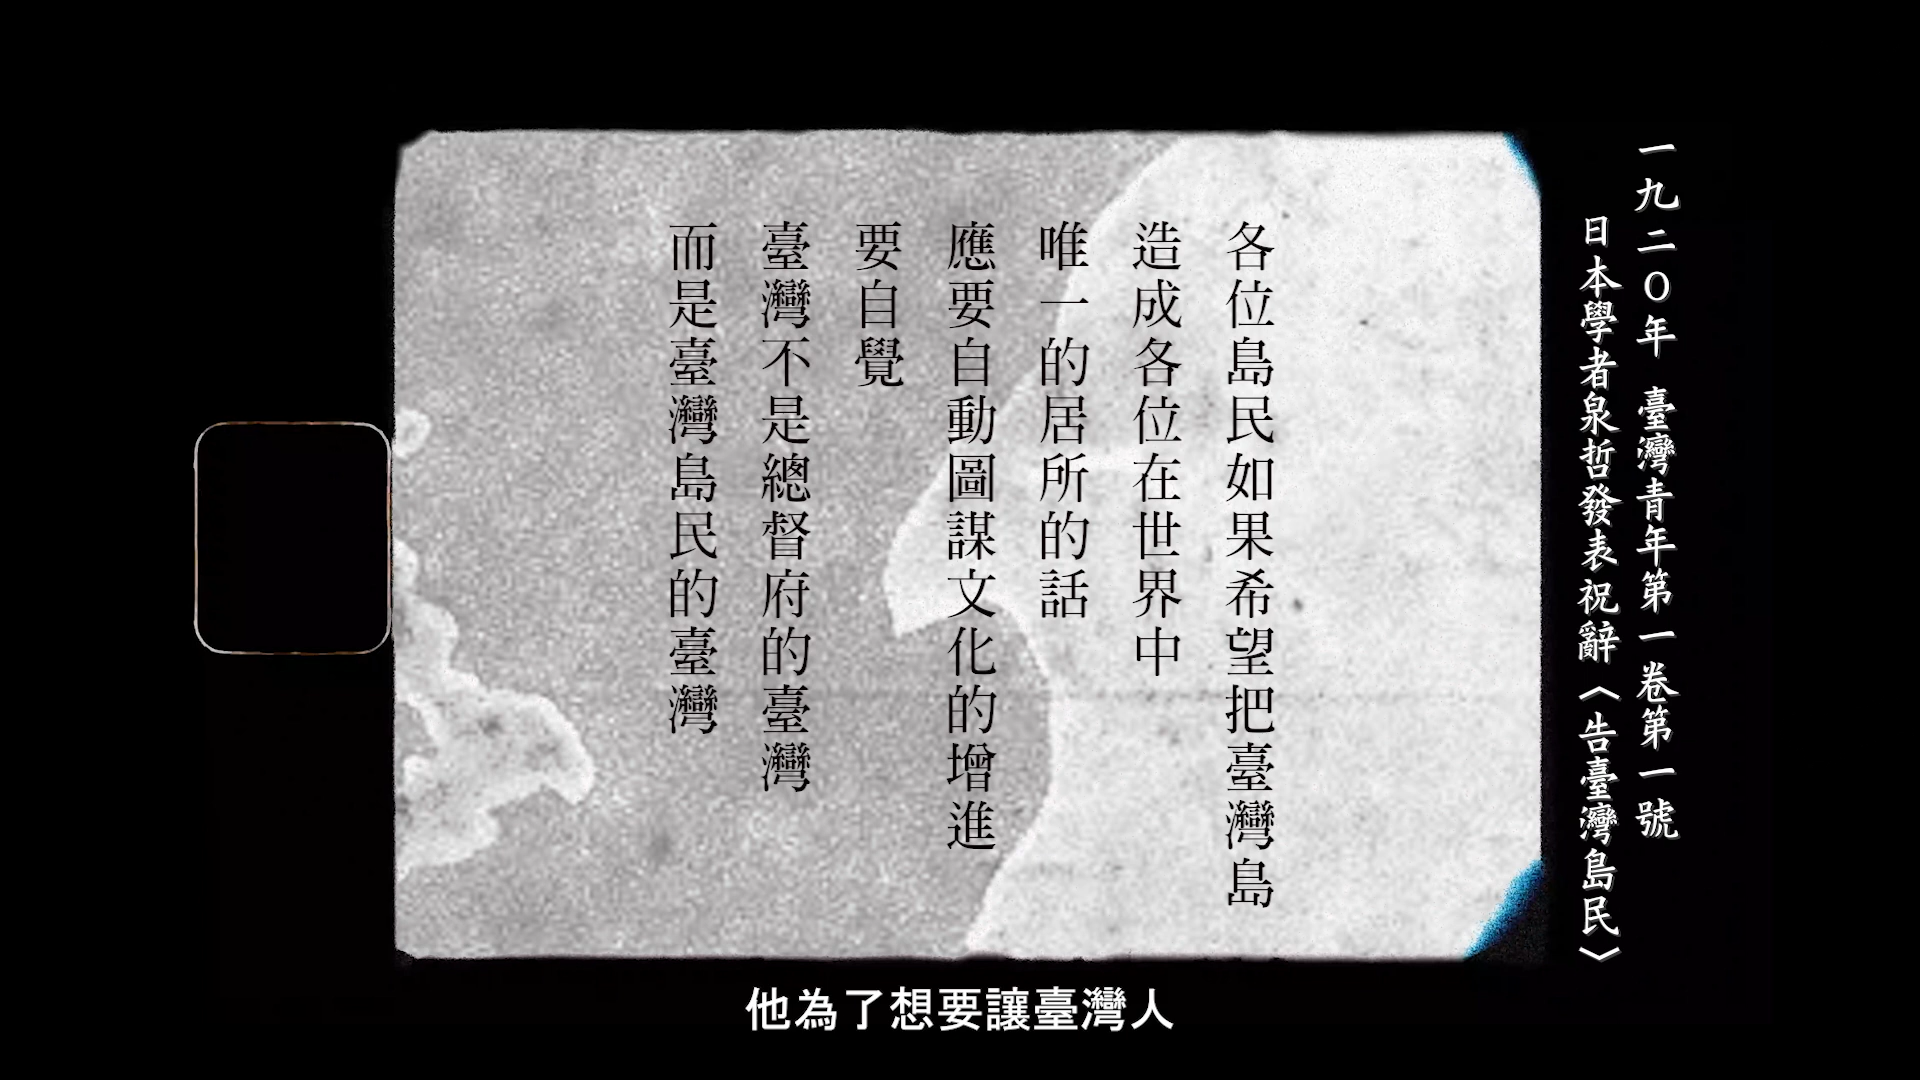 一九二０年 臺灣青年第一卷第一號
日本學者泉哲發表祝辭〈告臺灣島民〉
各位島民如果希望把臺灣島
造成各位在世界中
唯一的居所的話
應要自動圖謀文化的增進
要自覺
臺灣不是總督府的臺灣
而是臺灣島民的臺灣
他為了想要讓臺灣人